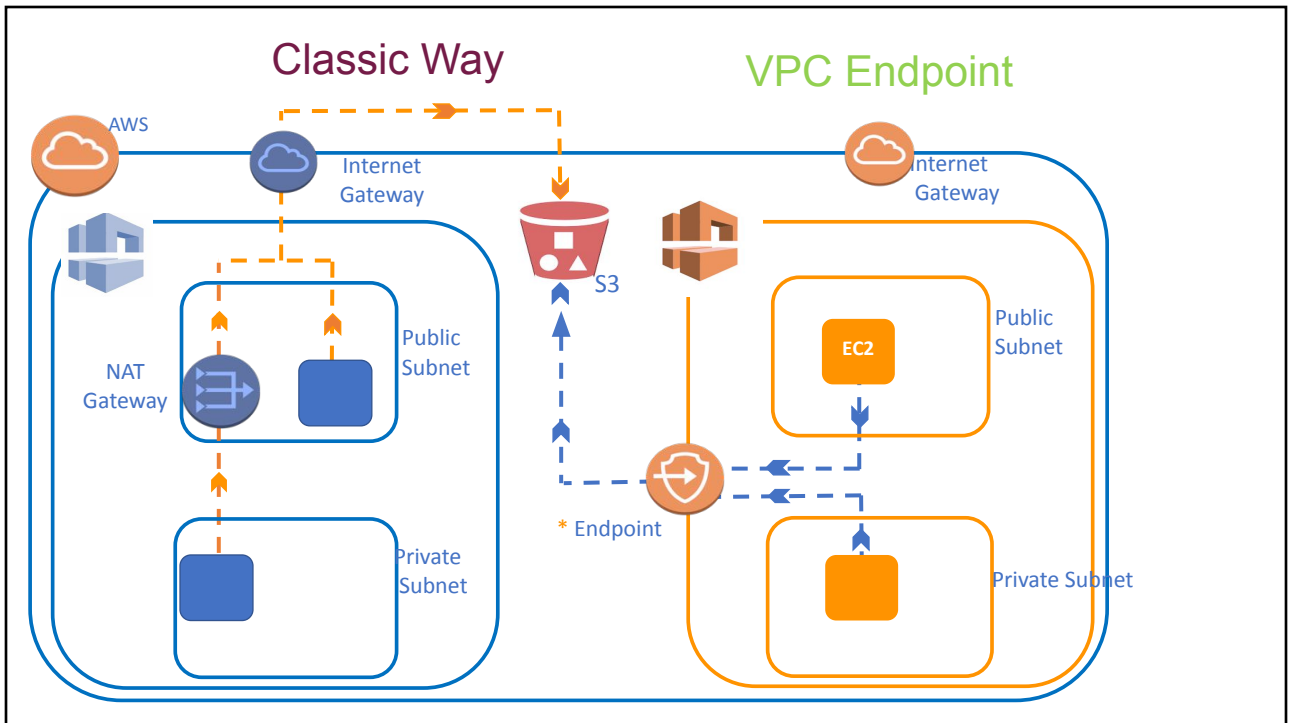 Classic Way
VPC Endpoint
AWS
Internet
Gateway
Internet
Gateway
S3
Public
Subnet
NAT
Gateway
EC2
Public
Subnet
* Endpoint
Private
Subnet
Private Subnet